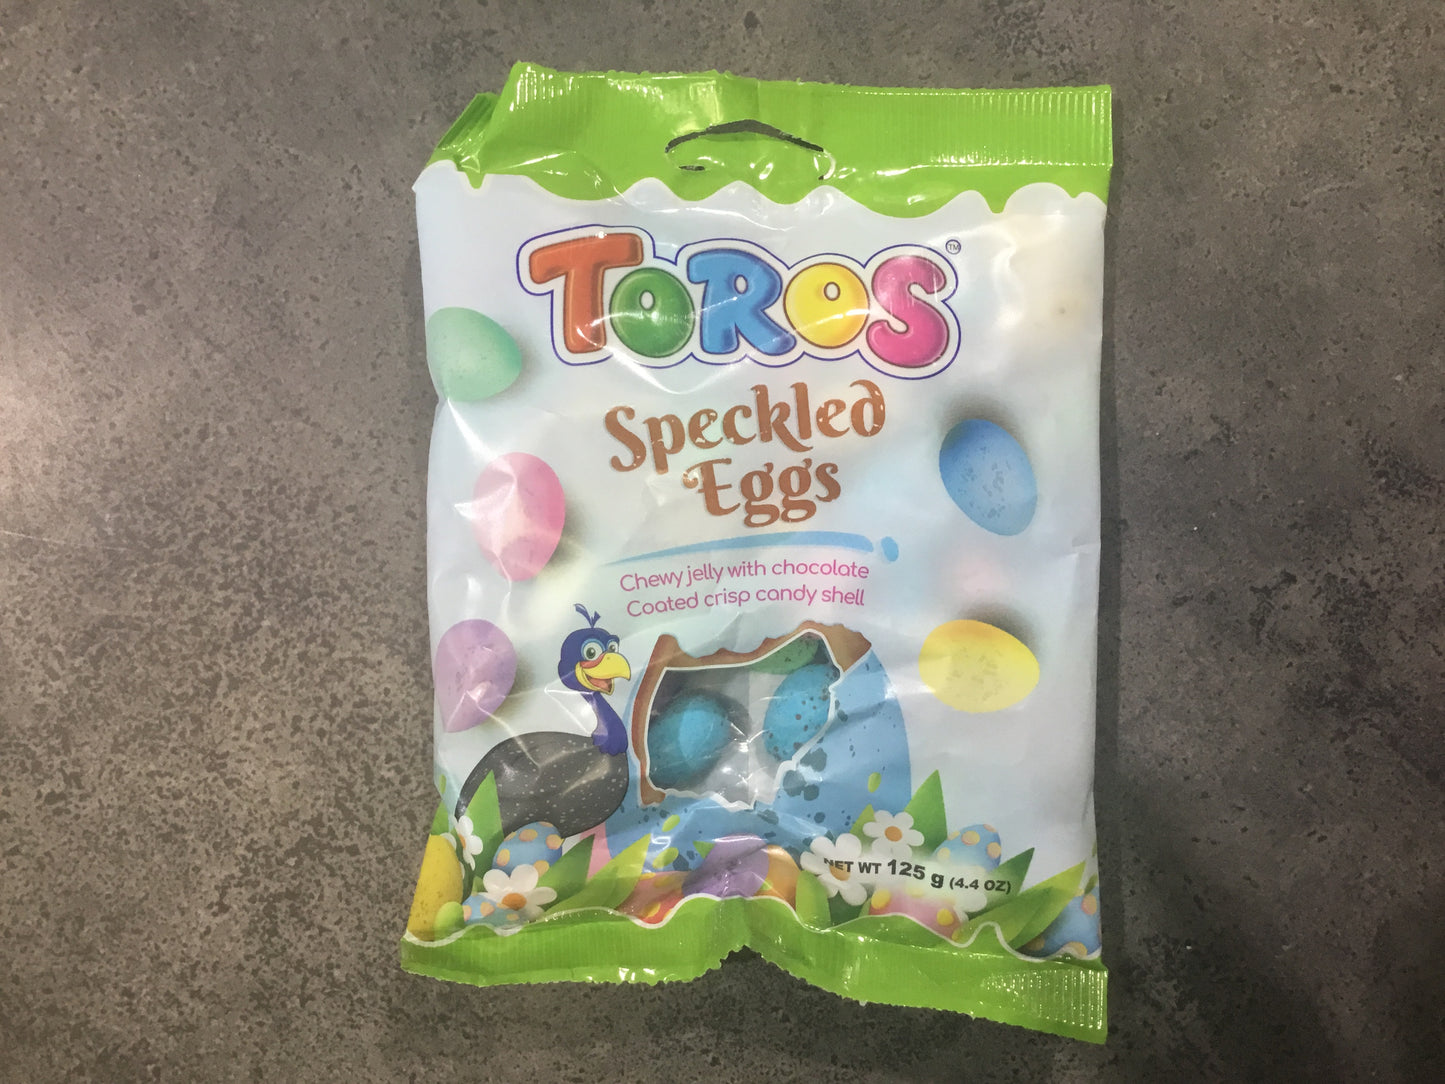 TOROS™
Speckled
Eggs
Chewy jelly with chocolate
Coated crisp candy shell
NET WT 125 g (4.4 OZ)